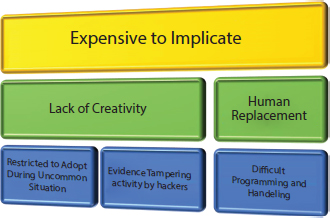 Expensive to Implicate
Lack of Creativity
Human
Replacement
Restricted to Adopt
During Uncommon
Situation
Evidence Tampering
activity by hackers
Difficult
Programming and
Handeling